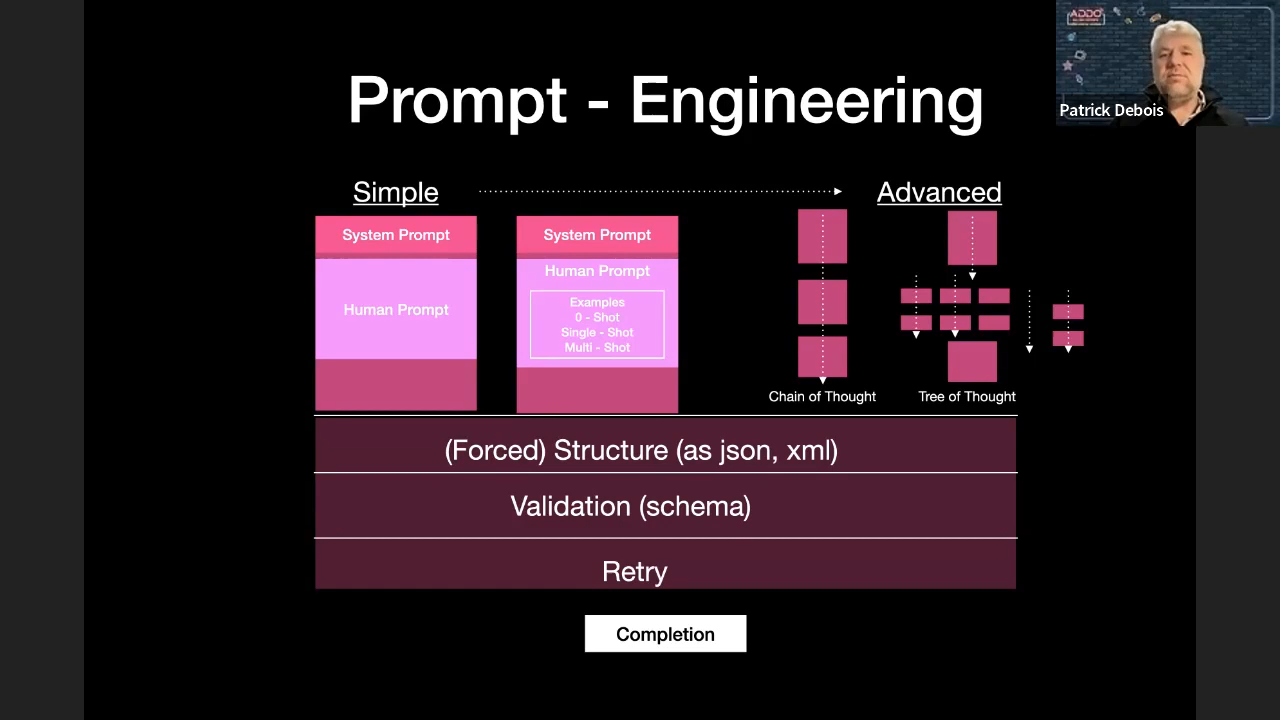 ADDO
Patrick Debois
Prompt - Engineering
Simple
Advanced
System Prompt
Human Prompt
System Prompt
Human Prompt
Examples
0 - Shot
Single - Shot
Multi - Shot
Chain of Thought
Tree of Thought
(Forced) Structure (as json, xml)
Validation (schema)
Retry
Completion